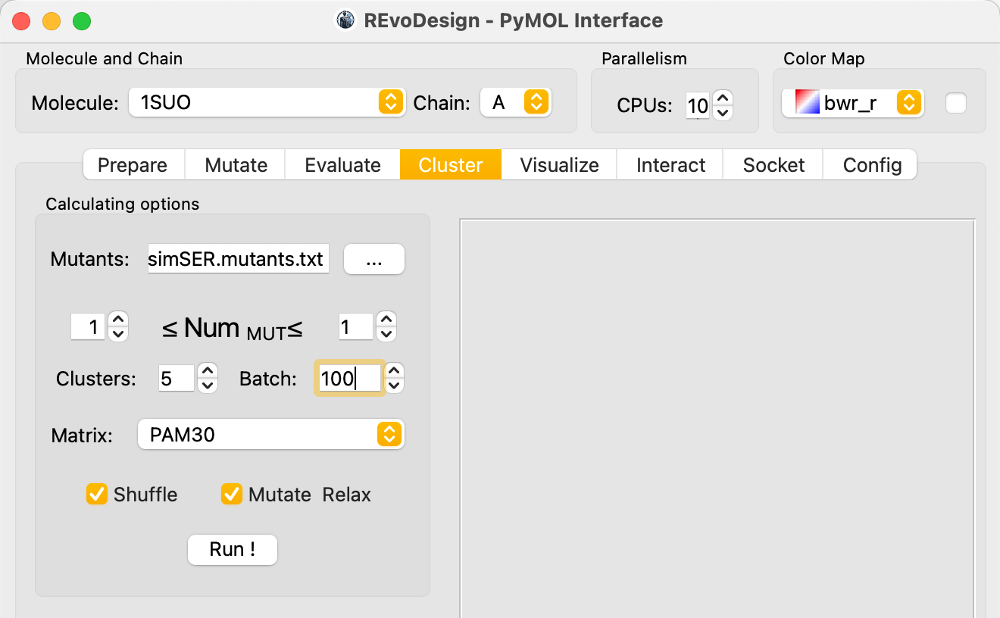 REvoDesign - PyMOL Interface
Molecule and Chain
Parallelism
Color Map
Molecule: 1SUO Chain: A
CPUs: 10
bwr_r
Prepare Mutate Evaluate Cluster Visualize Interact Socket Config
Calculating options
Mutants: simSER.mutants.txt ...
1 ≤ Num MUT≤ 1
Clusters: 5 Batch: 100
Matrix: PAM30
Shuffle Mutate Relax
Run !